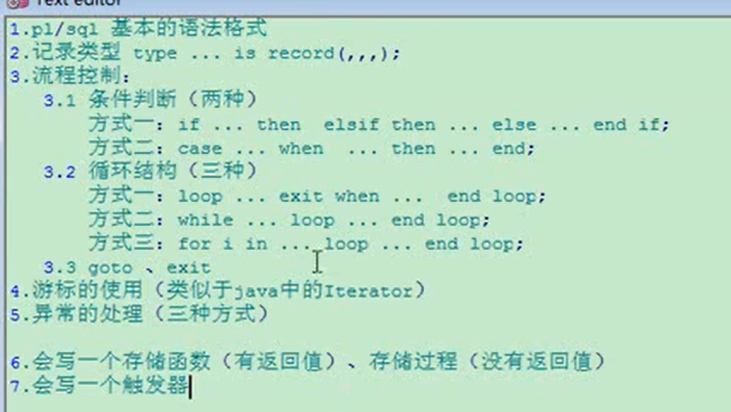 Text editor
1.pl/sql 基本的语法格式
2.记录类型 type ... is record(,,,);
3.流程控制:
3.1 条件判断（两种）
方式一：if ... then elsif then ... else ... end if;
方式二：case ... when ... then ... end;
3.2 循环结构（三种）
方式一：loop ... exit when ... end loop;
方式二：while ... loop ... end loop;
方式三：for i in ... loop ... end loop;
3.3 goto 、exit
4.游标的使用（类似于java中的Iterator）
5.异常的处理（三种方式）
6.会写一个存储函数（有返回值）、存储过程（没有返回值）
7.会写一个触发器